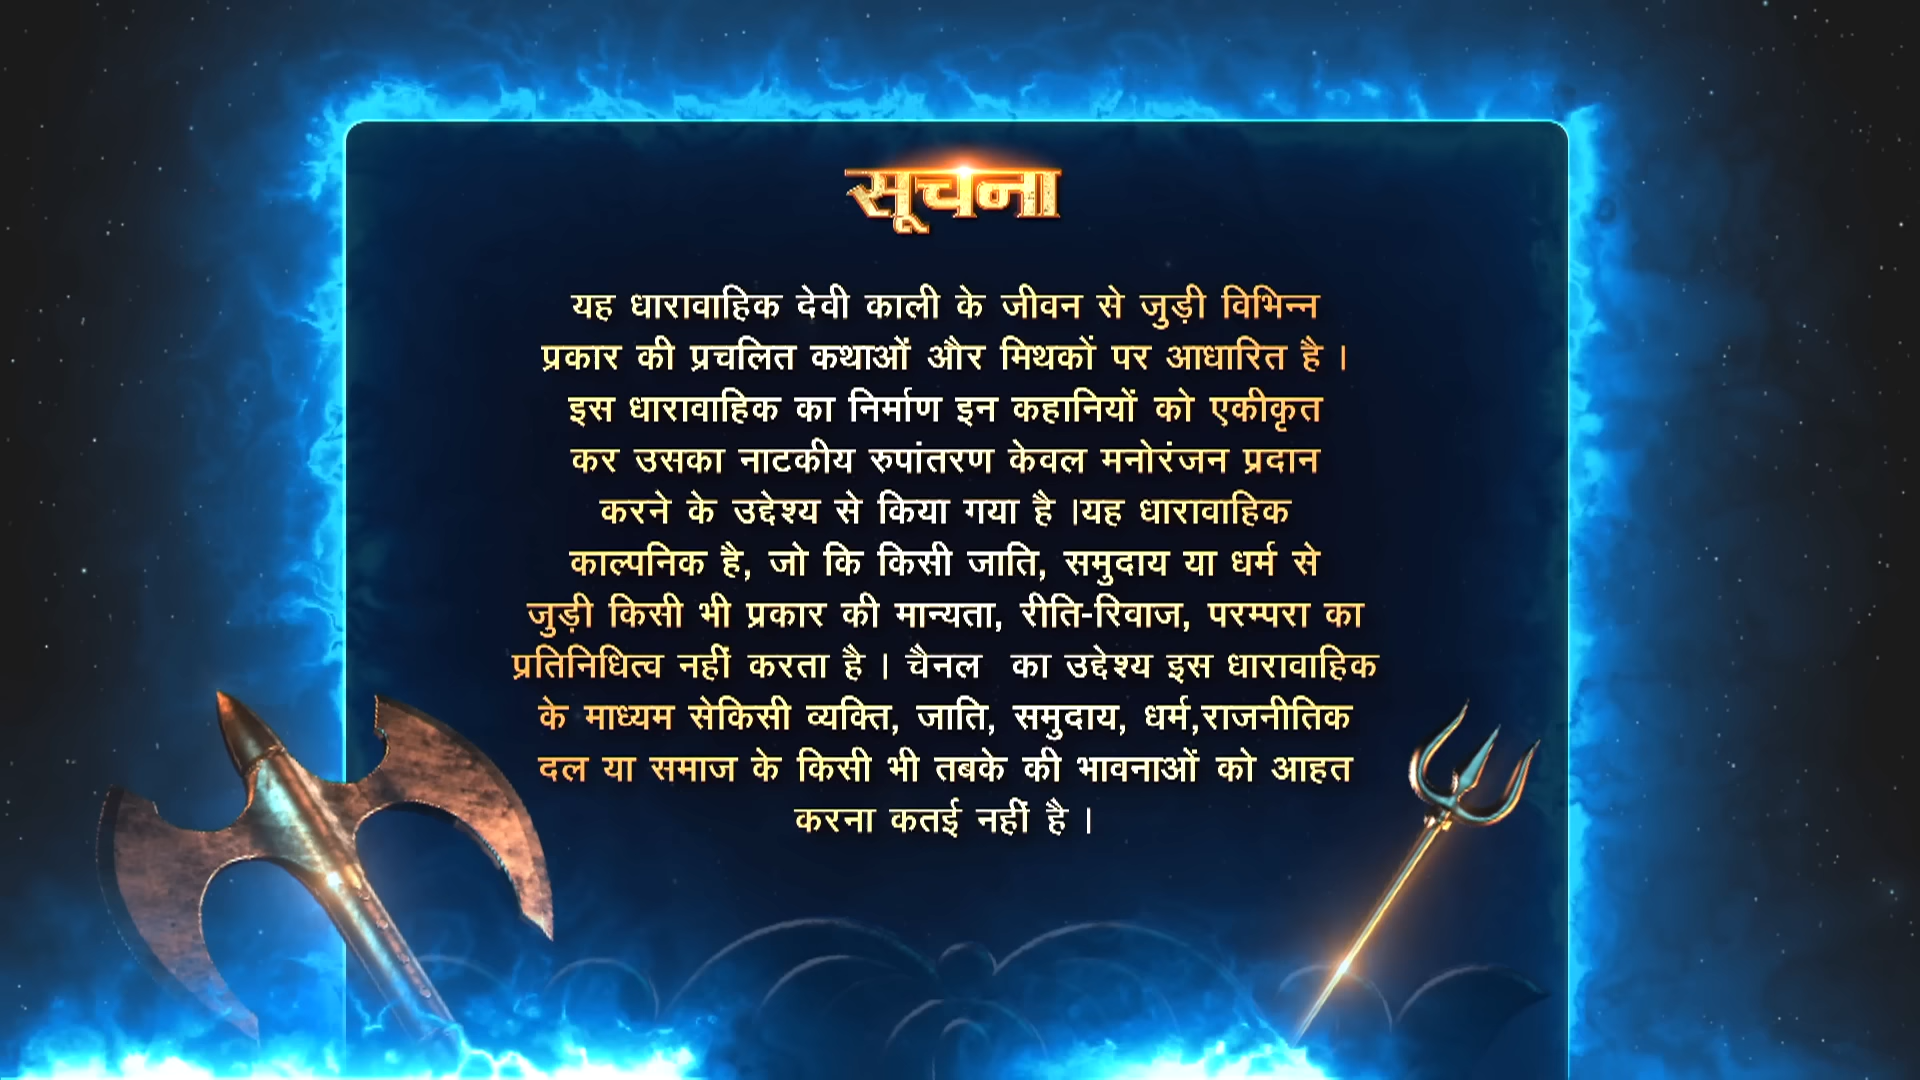 सूचना
यह धारावाहिक देवी काली के जीवन से जुड़ी विभिन्न
प्रकार की प्रचलित कथाओं और मिथकों पर आधारित है ।
इस धारावाहिक का निर्माण इन कहानियों को एकीकृत
कर उसका नाटकीय रुपांतरण केवल मनोरंजन प्रदान
करने के उद्देश्य से किया गया है ।यह धारावाहिक
काल्पनिक है, जो कि किसी जाति, समुदाय या धर्म से
जुड़ी किसी भी प्रकार की मान्यता, रीति-रिवाज, परम्परा का
प्रतिनिधित्व नहीं करता है । चैनल  का उद्देश्य इस धारावाहिक
के माध्यम सेकिसी व्यक्ति, जाति, समुदाय, धर्म,राजनीतिक
दल या समाज के किसी भी तबके की भावनाओं को आहत
करना कतई नहीं है ।